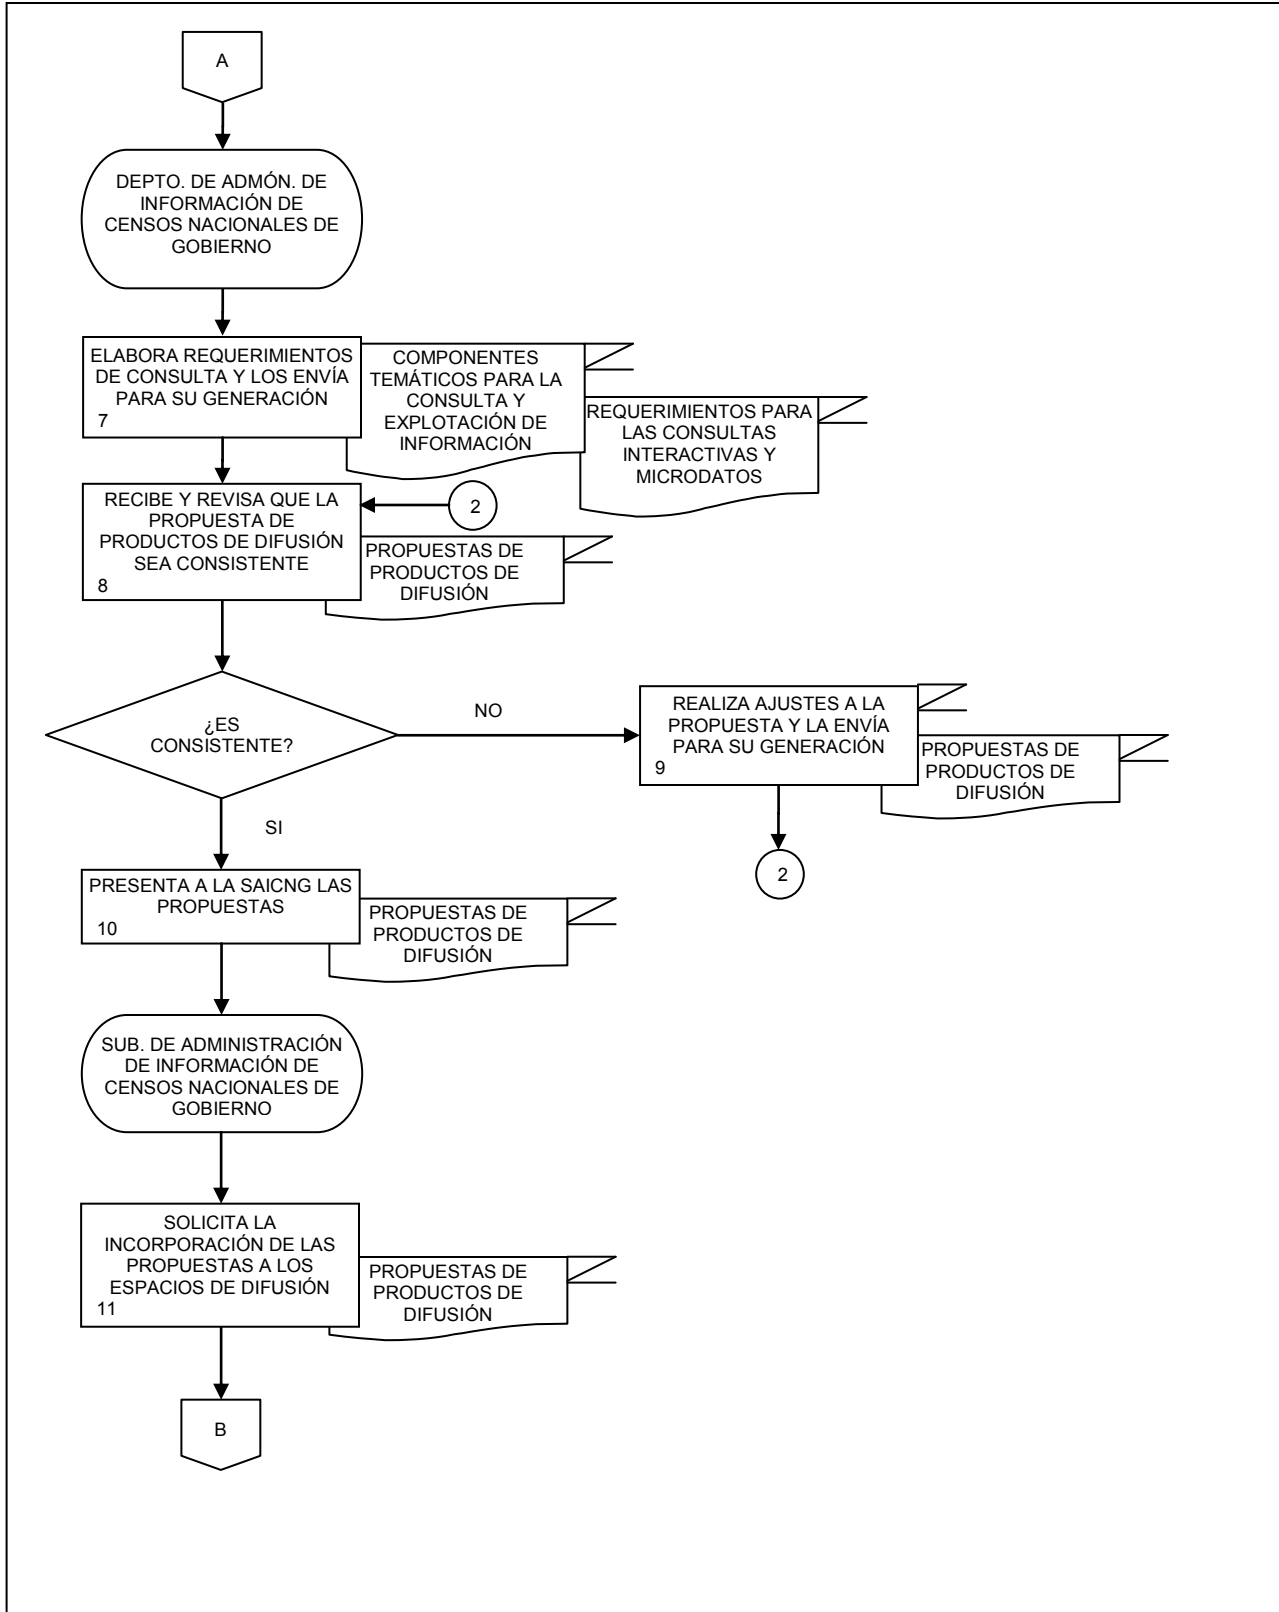 A
DEPTO. DE ADMÓN. DE
INFORMACIÓN DE
CENSOS NACIONALES DE
GOBIERNO
ELABORA REQUERIMIENTOS
DE CONSULTA Y LOS ENVÍA
PARA SU GENERACIÓN
7
COMPONENTES
TEMÁTICOS PARA LA
CONSULTA Y
EXPLOTACIÓN DE
INFORMACIÓN
REQUERIMIENTOS PARA
LAS CONSULTAS
INTERACTIVAS Y
MICRODATOS
RECIBE Y REVISA QUE LA
PROPUESTA DE
PRODUCTOS DE DIFUSIÓN
SEA CONSISTENTE
8
2
PROPUESTAS DE
PRODUCTOS DE
DIFUSIÓN
¿ES
CONSISTENTE?
NO
REALIZA AJUSTES A LA
PROPUESTA Y LA ENVÍA
PARA SU GENERACIÓN
9
PROPUESTAS DE
PRODUCTOS DE
DIFUSIÓN
2
SI
PRESENTA A LA SAICNG LAS
PROPUESTAS
10
PROPUESTAS DE
PRODUCTOS DE
DIFUSIÓN
SUB. DE ADMINISTRACIÓN
DE INFORMACIÓN DE
CENSOS NACIONALES DE
GOBIERNO
SOLICITA LA
INCORPORACIÓN DE LAS
PROPUESTAS A LOS
ESPACIOS DE DIFUSIÓN
11
PROPUESTAS DE
PRODUCTOS DE
DIFUSIÓN
B